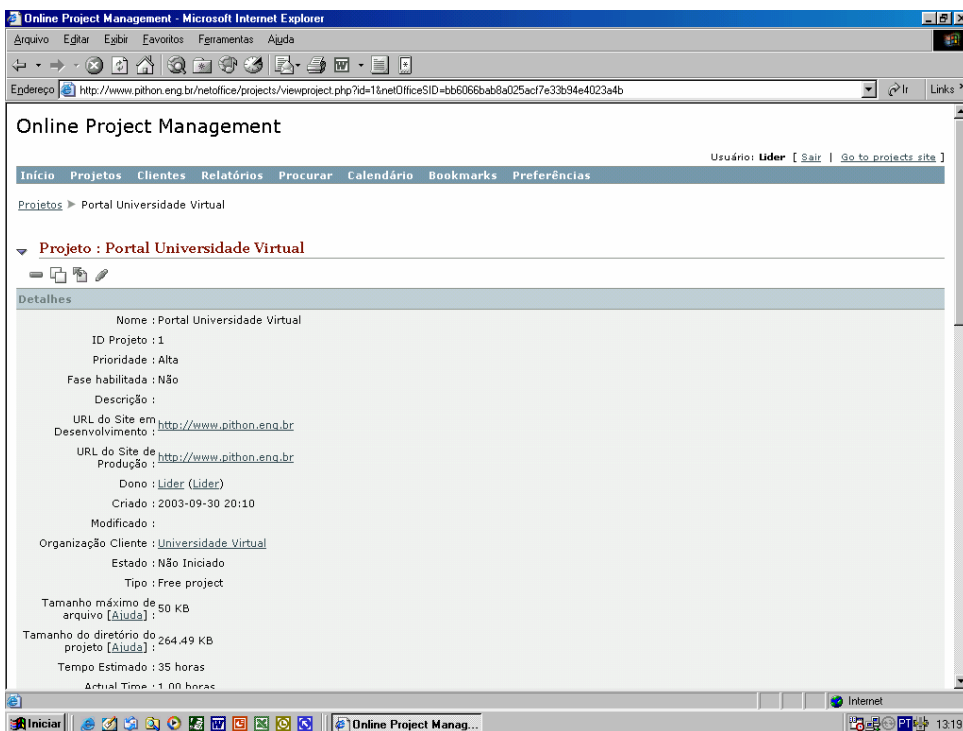 Online Project Management - Microsoft Internet Explorer
Arquivo Editar Exibir Favoritos Ferramentas Ajuda
Endereço http://www.pithon.eng.br/netoffice/projects/viewproject.php?id=1&netOfficeSID=bb6066bab8a025acf7e33b94e4023a4b Ir Links
Online Project Management
Usuário: Lider [ Sair | Go to projects site ]
Início Projetos Clientes Relatórios Procurar Calendário Bookmarks Preferências
Projetos Portal Universidade Virtual
Projeto : Portal Universidade Virtual
Detalhes
Nome : Portal Universidade Virtual
ID Projeto : 1
Prioridade : Alta
Fase habilitada : Não
Descrição :
URL do Site em
Desenvolvimento : http://www.pithon.eng.br
URL do Site de
Produção : http://www.pithon.eng.br
Dono : Lider (Lider)
Criado : 2003-09-30 20:10
Modificado :
Organização Cliente : Universidade Virtual
Estado : Não Iniciado
Tipo : Free project
Tamanho máximo de
arquivo [Ajuda] : 50 KB
Tamanho do diretório do
projeto [Ajuda] : 264.49 KB
Tempo Estimado : 35 horas
Actual Time : 1.00 horas
Internet
Iniciar Online Project Manag... PT 13:19